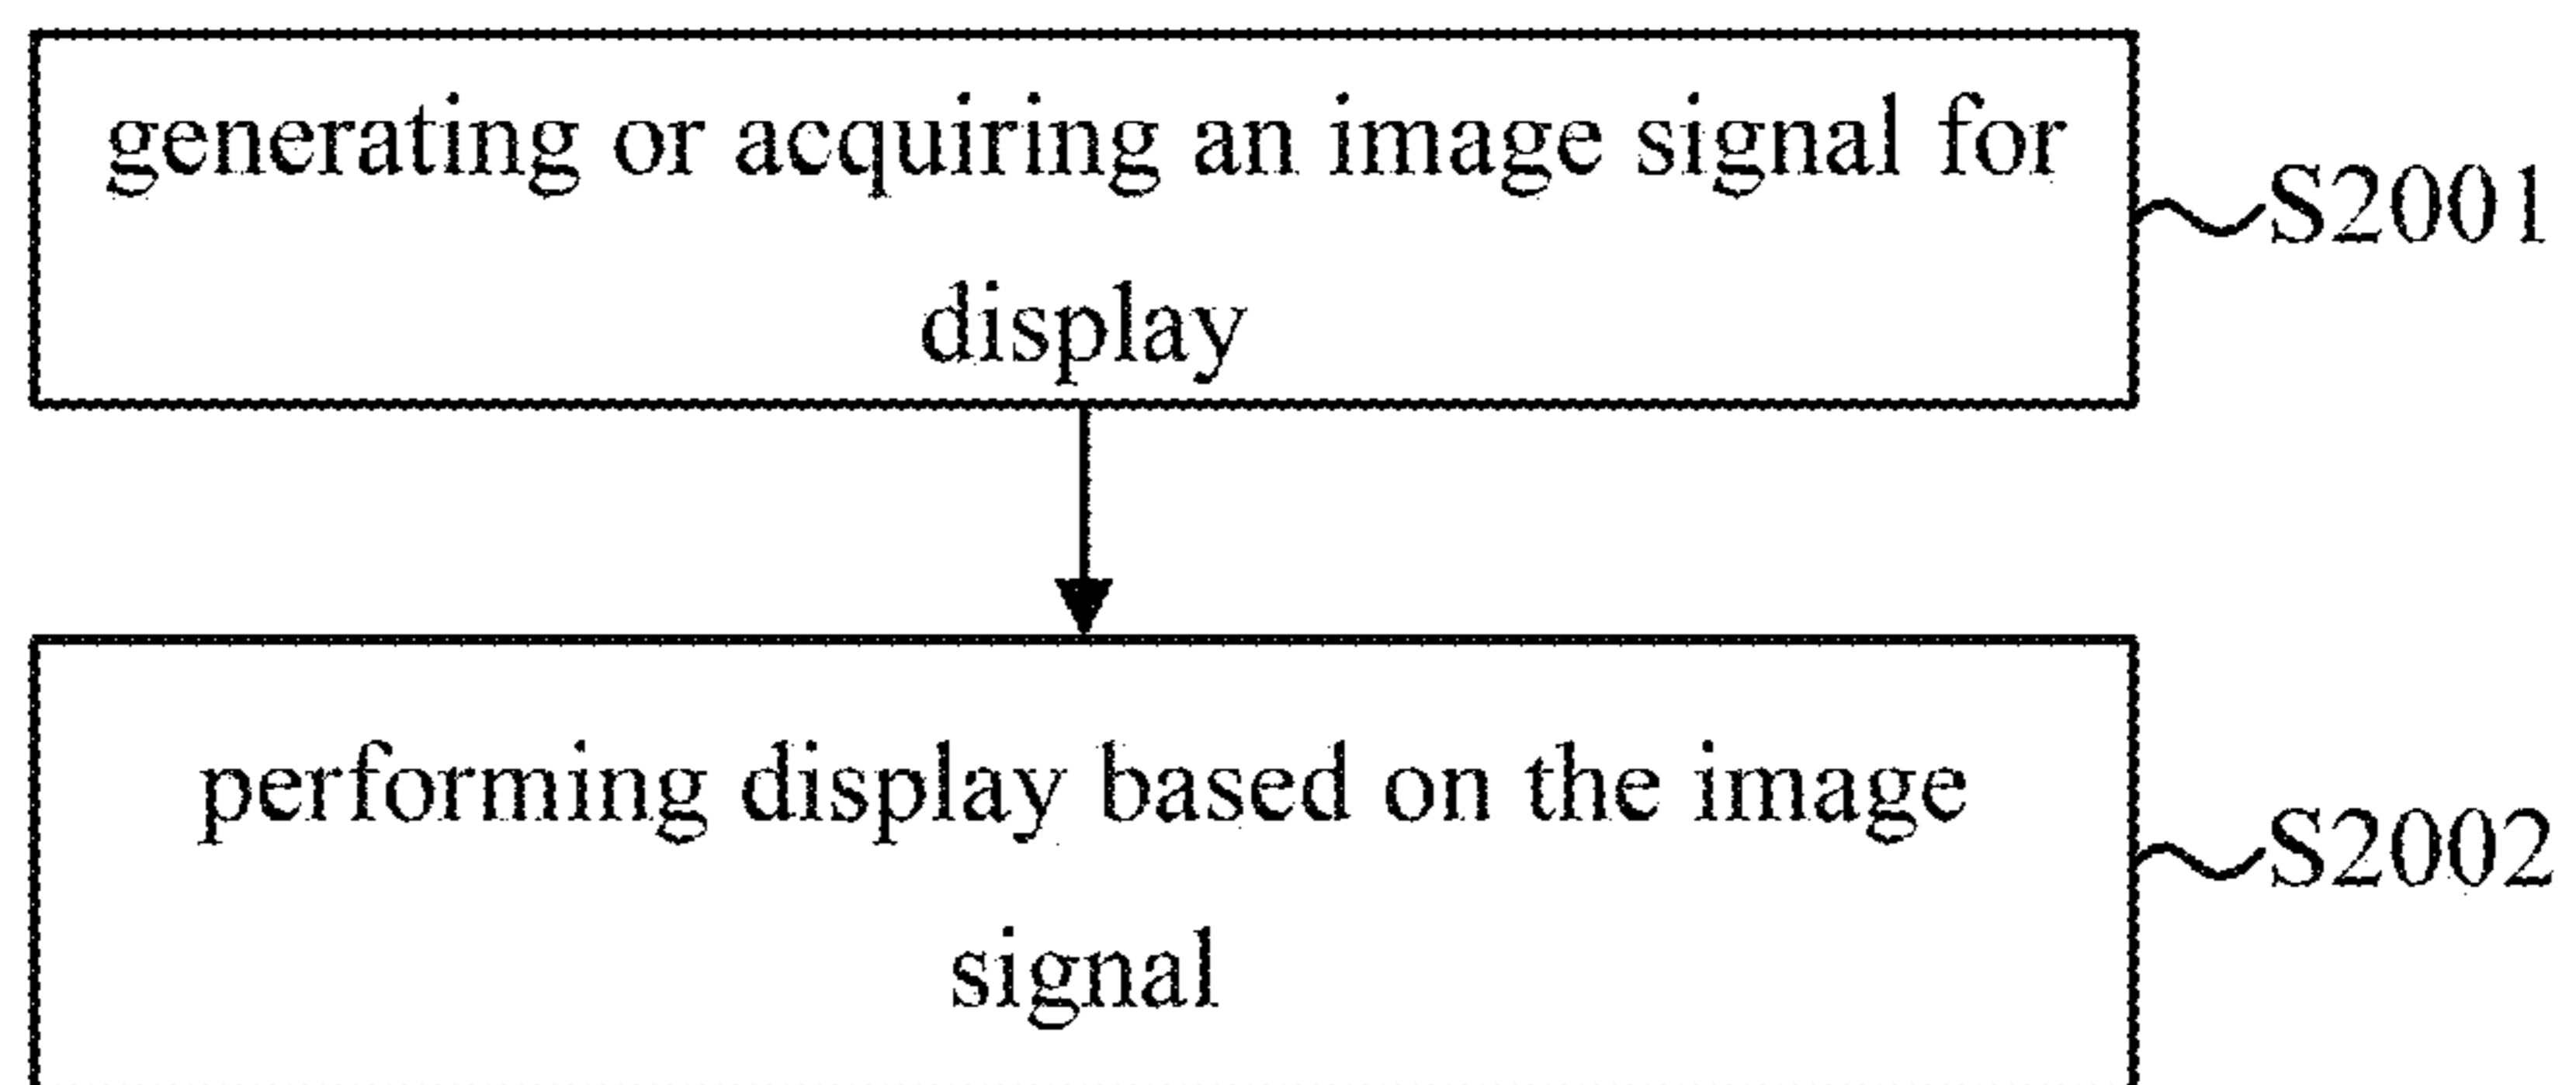 generating or acquiring an image signal for
display
S2001
performing display based on the image
signal
S2002